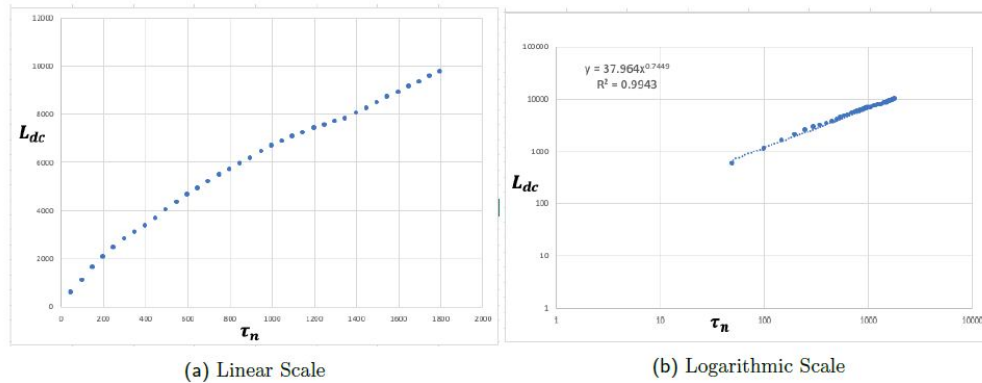 12000
10000
8000
L_dc
6000
4000
2000
0
0 200 400 600 800 1000 1200 1400 1600 1800 2000
τ_n
(a) Linear Scale
100000
y = 37.964x^0.7449
R² = 0.9943
10000
1000
L_dc
100
10
1
1 10 100 1000 10000
τ_n
(b) Logarithmic Scale